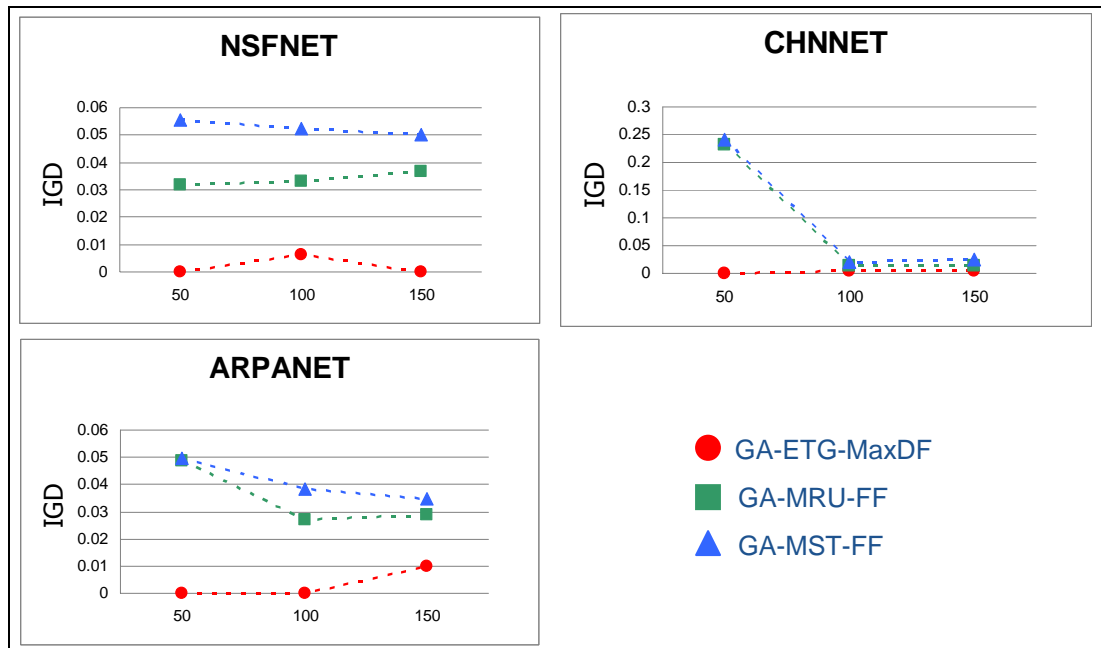 NSFNET
IGD
0.06
0.05
0.04
0.03
0.02
0.01
0
50 100 150
CHNNET
IGD
0.3
0.25
0.2
0.15
0.1
0.05
0
50 100 150
ARPANET
IGD
0.06
0.05
0.04
0.03
0.02
0.01
0
50 100 150
GA-ETG-MaxDF
GA-MRU-FF
GA-MST-FF